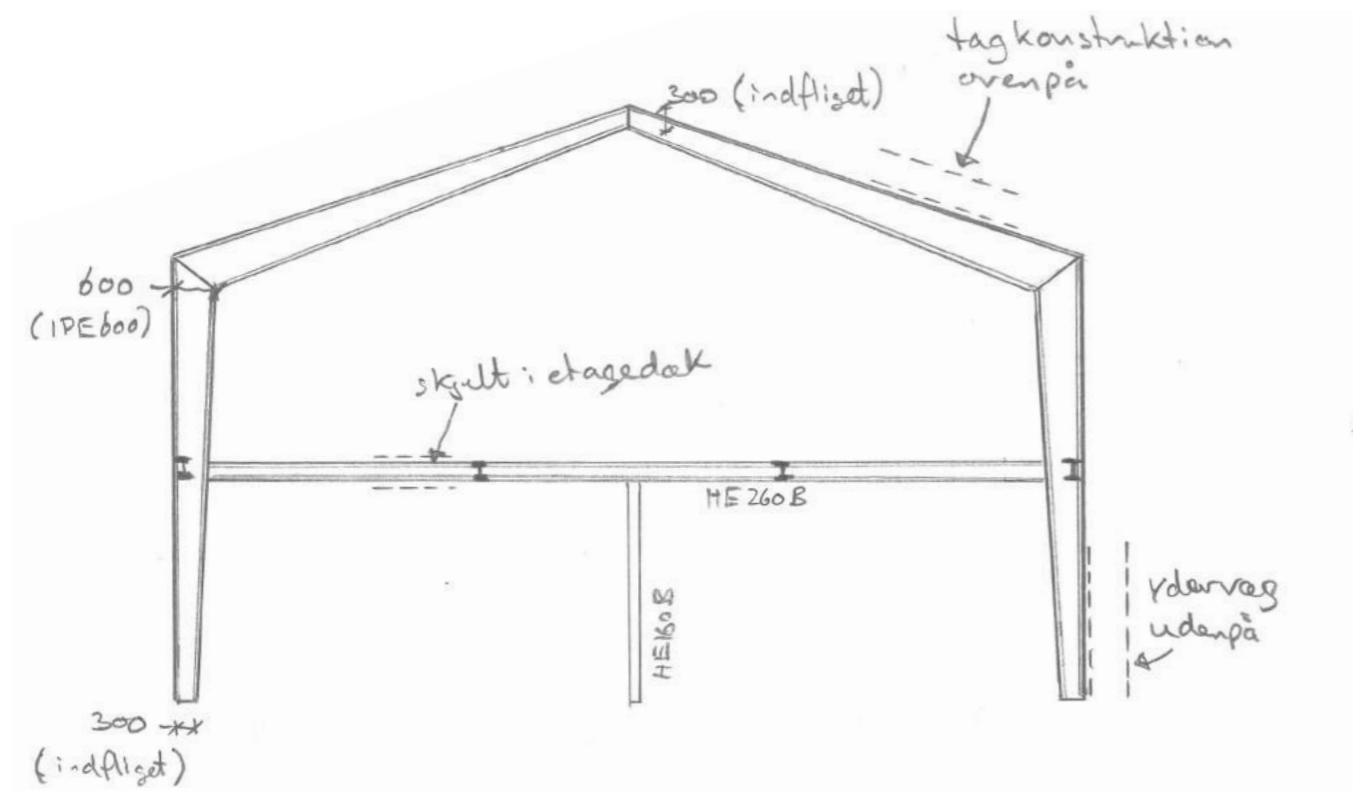 tagkonstruktion
ovenpå
300 (indfliget)
600
(IPE600)
skjult i etagedæk
HE260B
HE160B
ydervæg
udenpå
300
(indfliget)